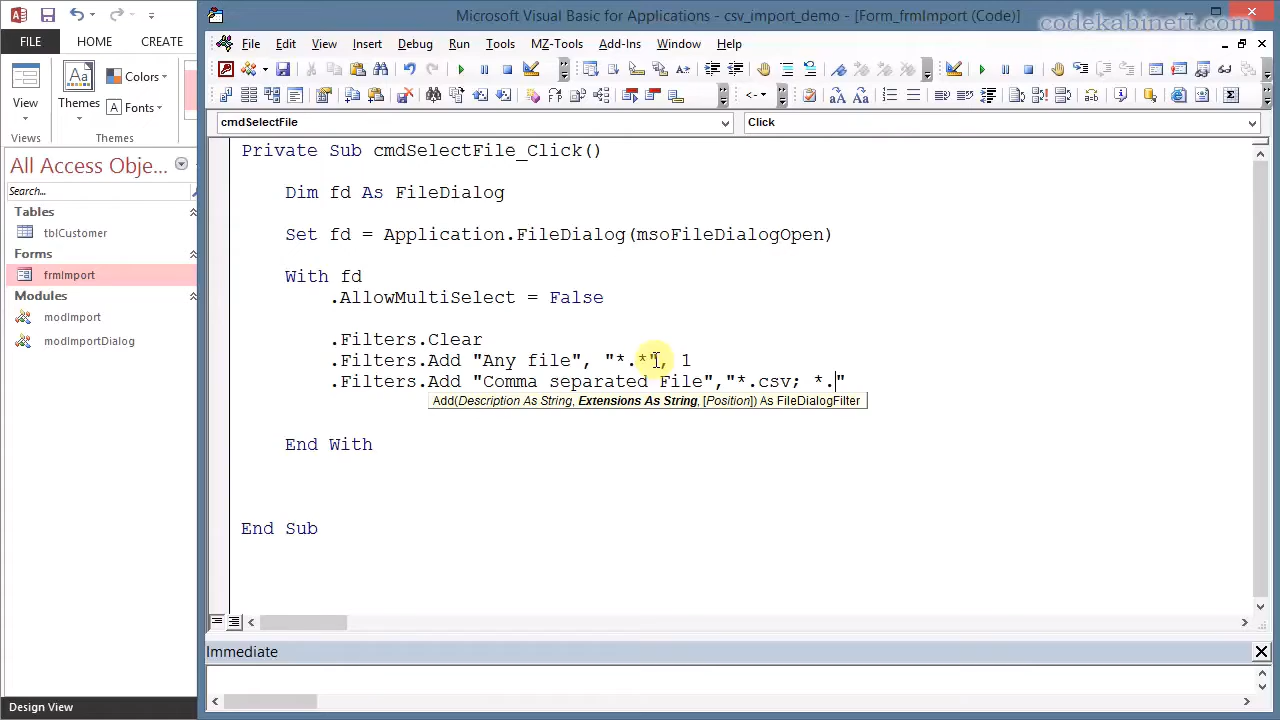 Microsoft Visual Basic for Applications - csv_import_demo - [Form_frmImport (Code)]
codekabinett.com
FILE HOME CREATE
File Edit View Insert Debug Run Tools MZ-Tools Add-Ins Window Help
View
Views
Aa
Themes
Colors
Fonts
Themes
cmdSelectFile
Click
All Access Obje...
Search...
Tables
tblCustomer
Forms
frmImport
Modules
modImport
modImportDialog
Private Sub cmdSelectFile_Click()
Dim fd As FileDialog
Set fd = Application.FileDialog(msoFileDialogOpen)
With fd
.AllowMultiSelect = False
.Filters.Clear
.Filters.Add "Any file", "*.*", 1
.Filters.Add "Comma separated File","*.csv; *."
Add(Description As String, Extensions As String, [Position]) As FileDialogFilter
End With
End Sub
Immediate
Design View